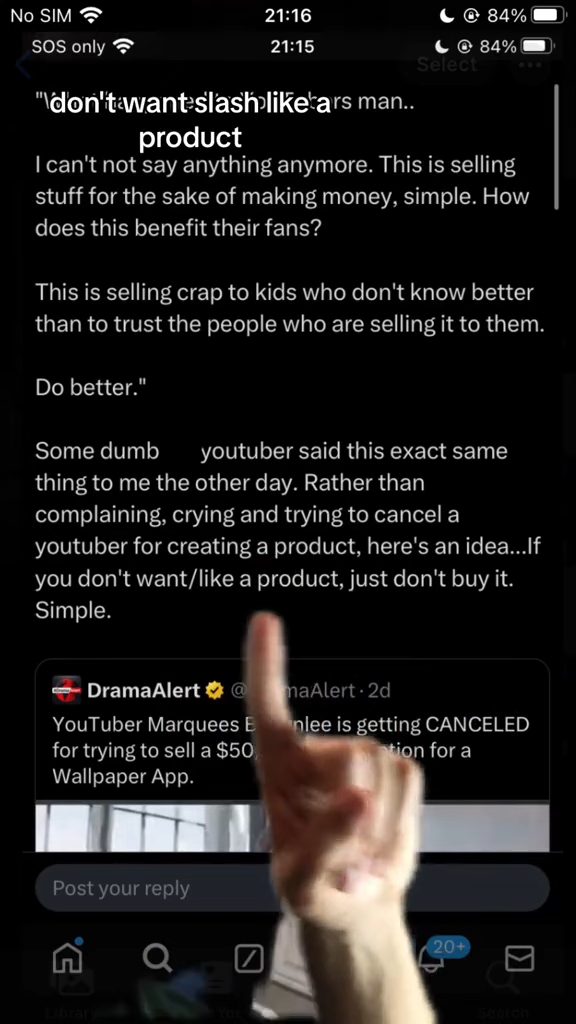 No SIM 21:16 84%
SOS only 21:15 84%
Select
don't want slash like a
product
man..
I can't not say anything anymore. This is selling
stuff for the sake of making money, simple. How
does this benefit their fans?
This is selling crap to kids who don't know better
than to trust the people who are selling it to them.
Do better."
Some dumb youtuber said this exact same
thing to me the other day. Rather than
complaining, crying and trying to cancel a
youtuber for creating a product, here's an idea...If
you don't want/like a product, just don't buy it.
Simple.
DramaAlert @ maAlert · 2d
YouTuber Marquees B nlee is getting CANCELED
for trying to sell a $50, tion for a
Wallpaper App.
Post your reply
20+
Library
Search